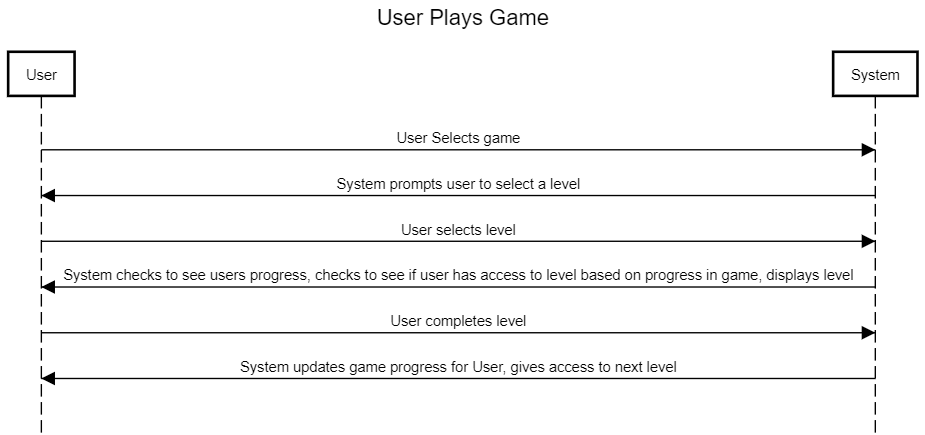 User Plays Game
User
System
User Selects game
System prompts user to select a level
User selects level
System checks to see users progress, checks to see if user has access to level based on progress in game, displays level
User completes level
System updates game progress for User, gives access to next level